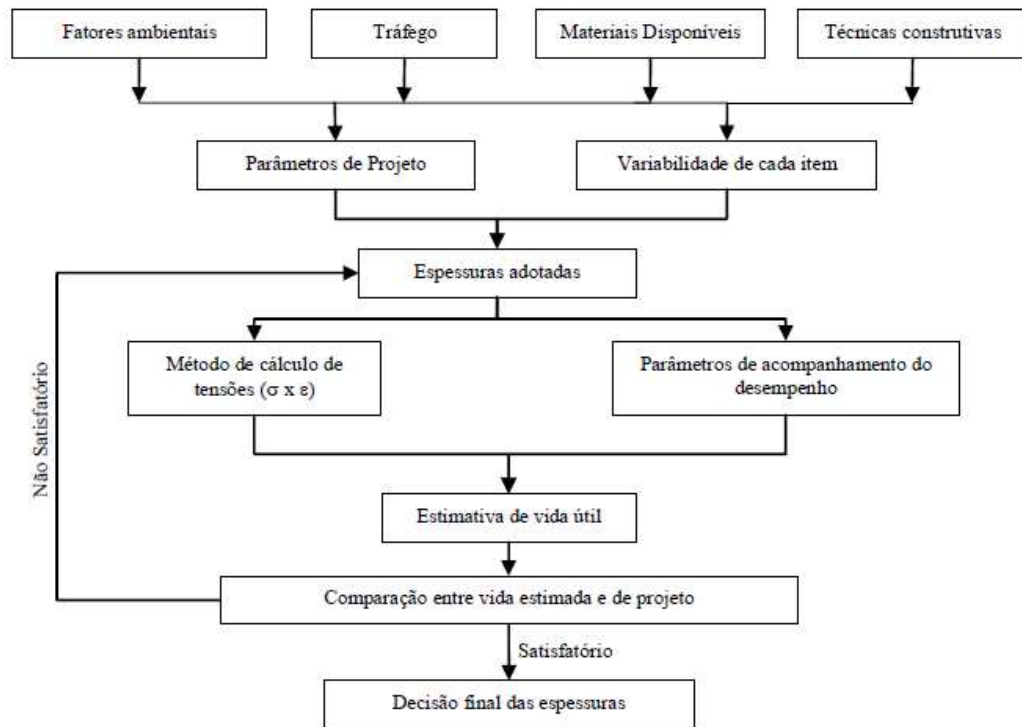 Fatores ambientais
Tráfego
Materiais Disponíveis
Técnicas construtivas
Parâmetros de Projeto
Variabilidade de cada item
Espessuras adotadas
Método de cálculo de
tensões (σ x ε)
Parâmetros de acompanhamento do
desempenho
Não Satisfatório
Estimativa de vida útil
Comparação entre vida estimada e de projeto
Satisfatório
Decisão final das espessuras